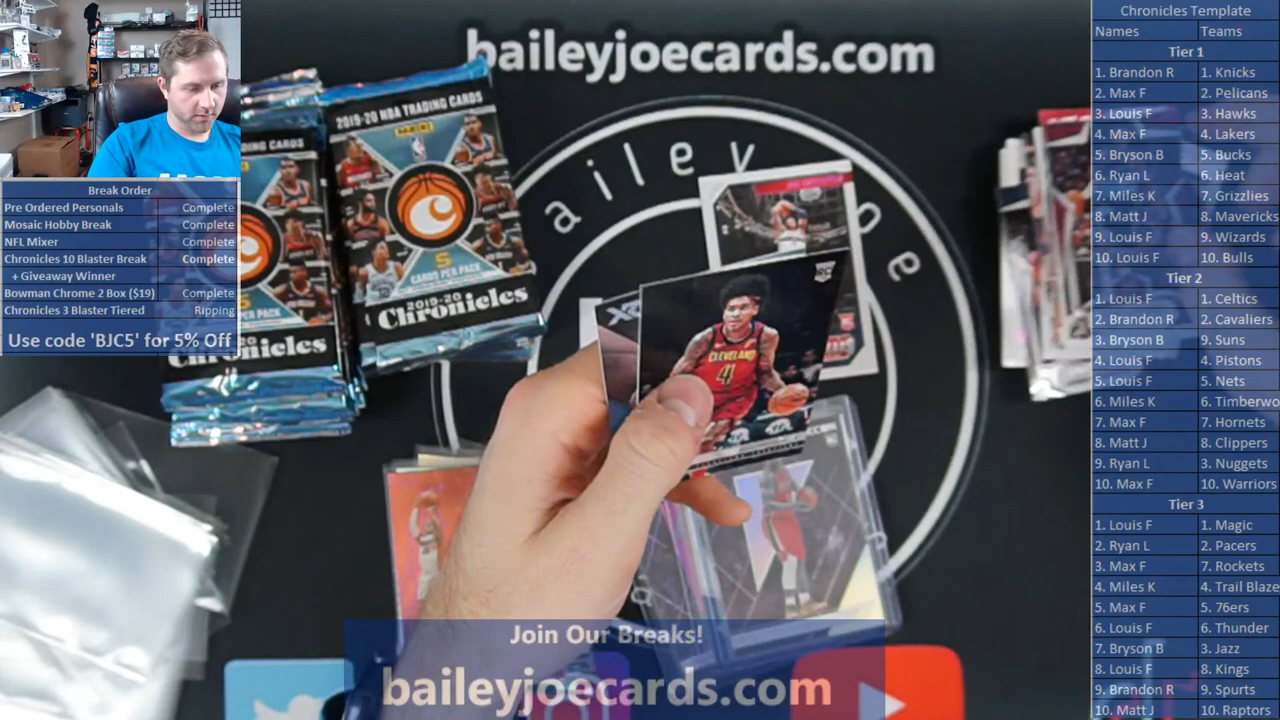 baileyjoecards.com
Chronicles Template
Names Teams
Tier 1
1. Brandon R 1. Knicks
2. Max F 2. Pelicans
3. Louis F 3. Hawks
4. Max F 4. Lakers
5. Bryson B 5. Bucks
6. Ryan L 6. Heat
7. Miles K 7. Grizzlies
8. Matt J 8. Mavericks
9. Louis F 9. Wizards
10. Louis F 10. Bulls
Tier 2
1. Louis F 1. Celtics
2. Brandon R 2. Cavaliers
3. Bryson B 9. Suns
4. Louis F 4. Pistons
5. Louis F 5. Nets
6. Miles K 6. Timberwo
7. Max F 7. Hornets
8. Matt J 8. Clippers
9. Ryan L 3. Nuggets
10. Max F 10. Warriors
Tier 3
1. Louis F 1. Magic
2. Ryan L 2. Pacers
3. Max F 7. Rockets
4. Miles K 4. Trail Blaze
5. Max F 5. 76ers
6. Louis F 6. Thunder
7. Bryson B 3. Jazz
8. Louis F 8. Kings
9. Brandon R 9. Spurts
10. Matt J 10. Raptors
Break Order
Pre Ordered Personals Complete
Mosaic Hobby Break Complete
NFL Mixer Complete
Chronicles 10 Blaster Break Complete
+ Giveaway Winner
Bowman Chrome 2 Box ($19) Complete
Chronicles 3 Blaster Tiered Ripping
Use code 'BJC5' for 5% Off
2019-20 NBA TRADING CARDS
PANINI
5
CARDS PER PACK
2019-20
Chronicles
DING CARDS
Chronicles
ailey
oe
XR
RC
CLEVELAND
4
Join Our Breaks!
baileyjoecards.com